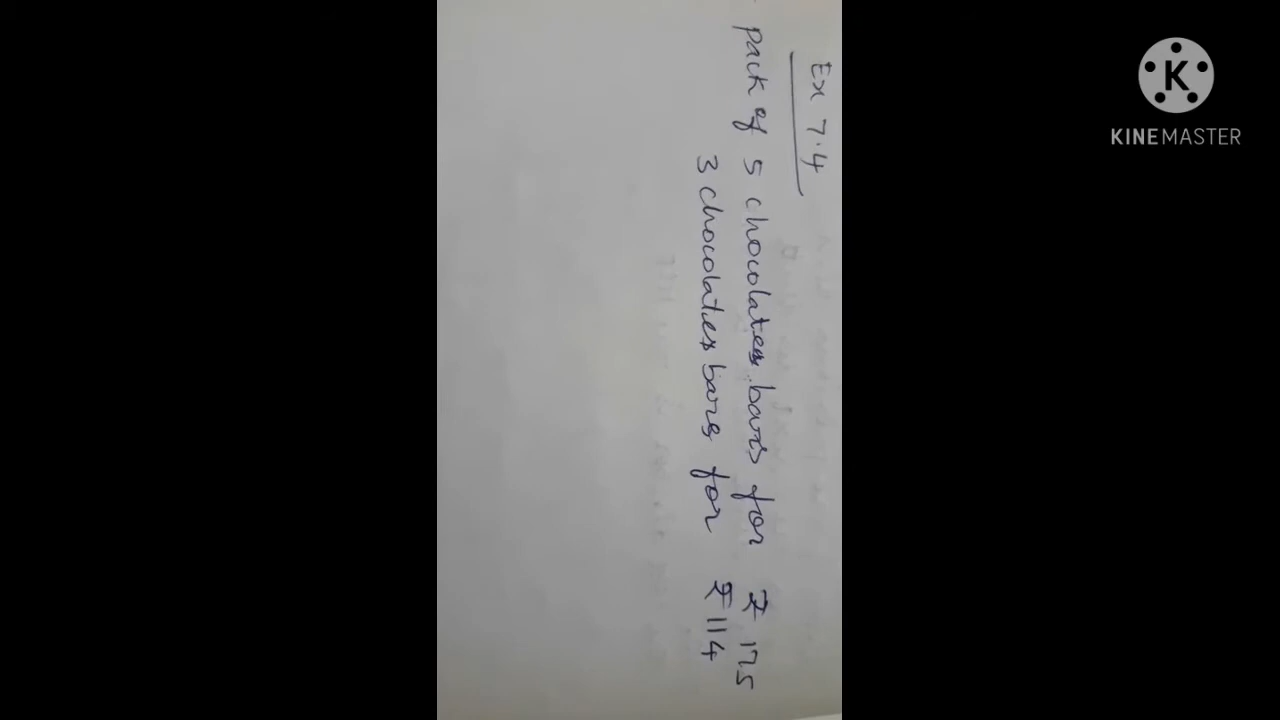 Ex 7.4
pack of 5 chocolates bars for ₹ 175
3 chocolates bars for ₹ 114
K
KINEMASTER